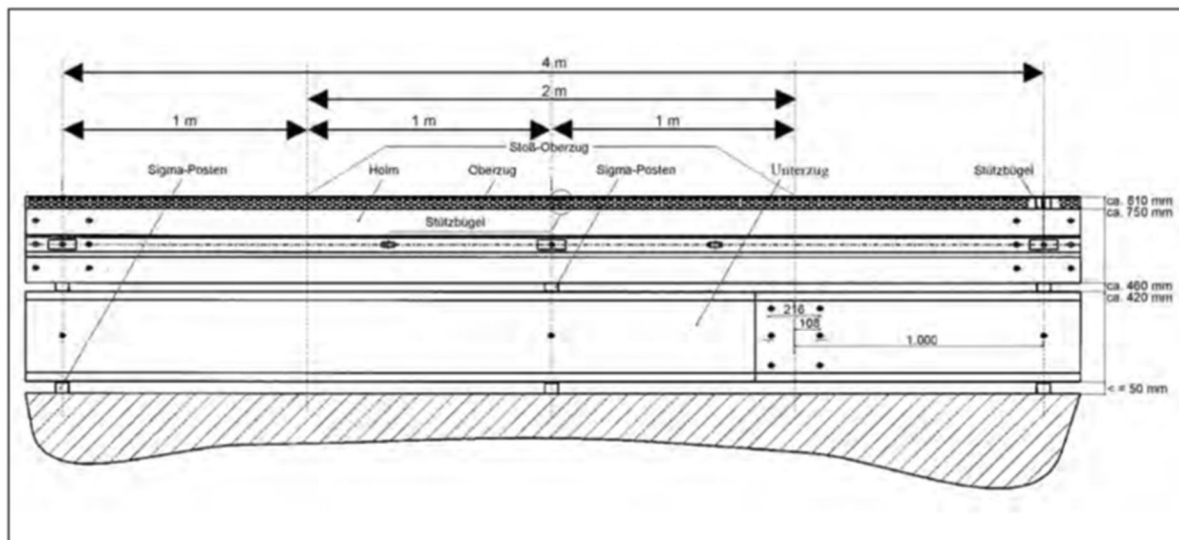 4 m
2 m
1 m 1 m 1 m
Stoß-Oberzug
Sigma-Posten Holm Oberzug Sigma-Posten Unterzug Stützbügel
ca. 810 mm
ca. 750 mm
Stützbügel
ca. 460 mm
ca. 420 mm
216
108
1.000
< = 50 mm